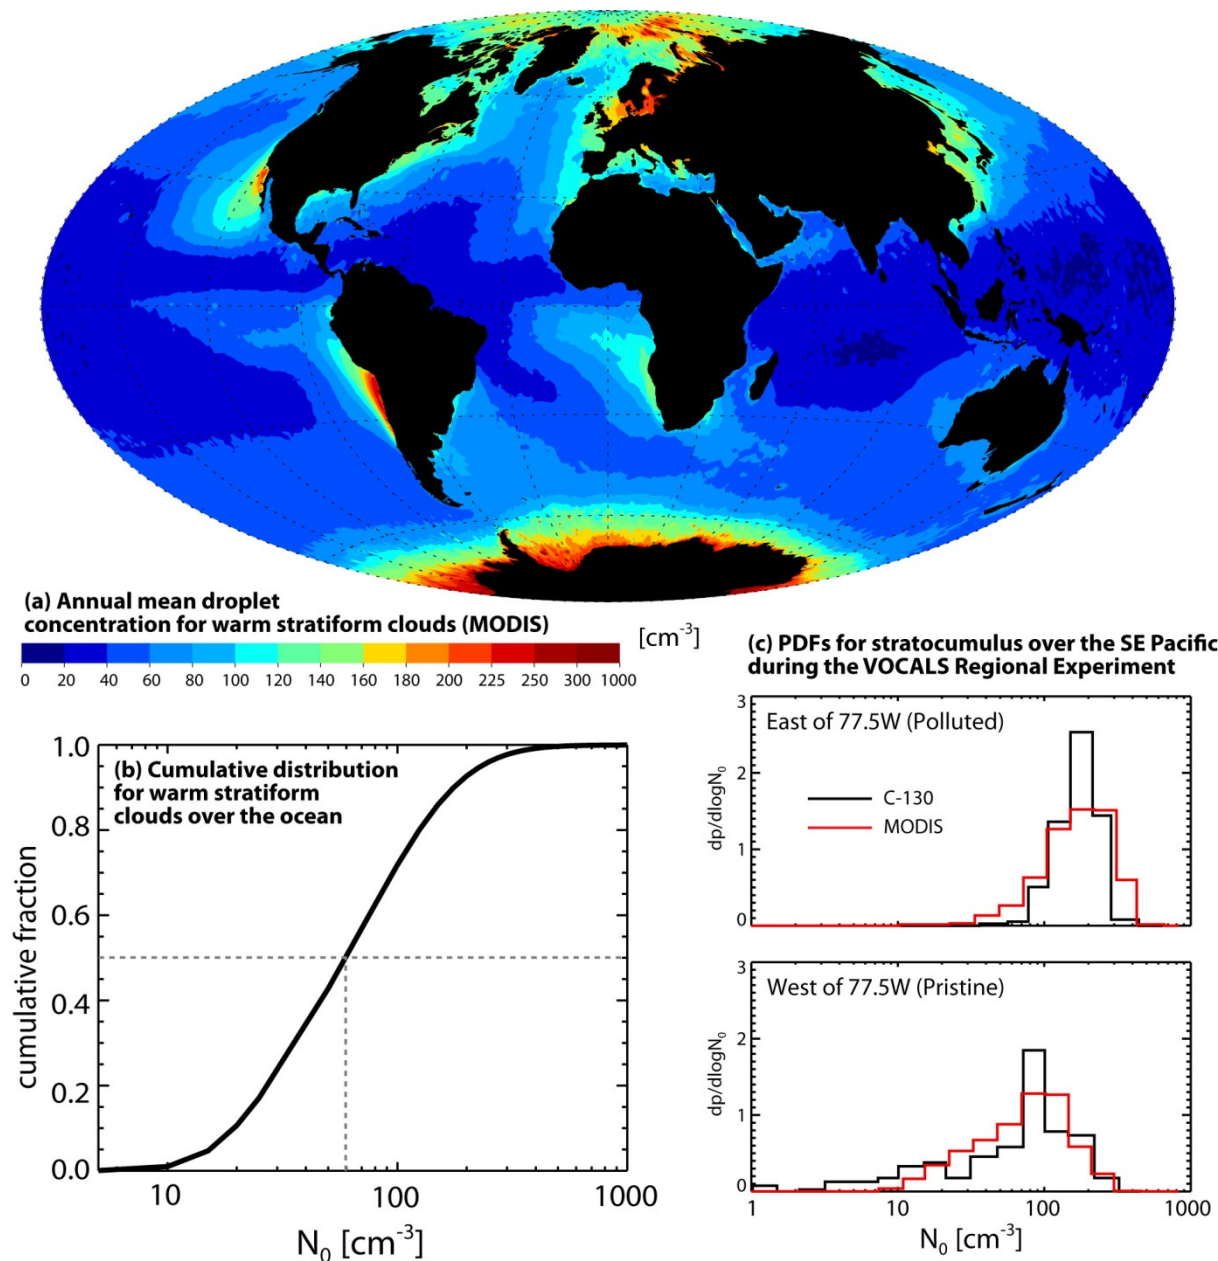 (a) Annual mean droplet
concentration for warm stratiform clouds (MODIS)
[cm⁻³]
0 20 40 60 80 100 120 140 160 180 200 225 250 300 1000
(b) Cumulative distribution
for warm stratiform
clouds over the ocean
cumulative fraction
1.0
0.8
0.6
0.4
0.2
0.0
10 100 1000
N₀ [cm⁻³]
(c) PDFs for stratocumulus over the SE Pacific
during the VOCALS Regional Experiment
East of 77.5W (Polluted)
C-130
MODIS
dp/dlogN₀
3
2
1
0
West of 77.5W (Pristine)
dp/dlogN₀
3
2
1
0
1 10 100 1000
N₀ [cm⁻³]